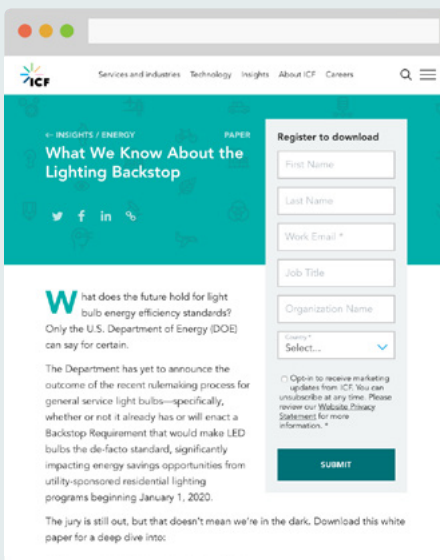 ICF
Services and industries Technology Insights About ICF Careers
← INSIGHTS / ENERGY PAPER
What We Know About the
Lighting Backstop
Register to download
First Name
Last Name
Work Email *
Job Title
Organization Name
Country *
Select...
Opt-in to receive marketing
updates from ICF. You can
unsubscribe at any time. Please
review our Website Privacy
Statement for more
information. *
SUBMIT
What does the future hold for light
bulb energy efficiency standards?
Only the U.S. Department of Energy (DOE)
can say for certain.
The Department has yet to announce the
outcome of the recent rulemaking process for
general service light bulbs—specifically,
whether or not it already has or will enact a
Backstop Requirement that would make LED
bulbs the de-facto standard, significantly
impacting energy savings opportunities from
utility-sponsored residential lighting
programs beginning January 1, 2020.
The jury is still out, but that doesn't mean we're in the dark. Download this white
paper for a deep dive into: